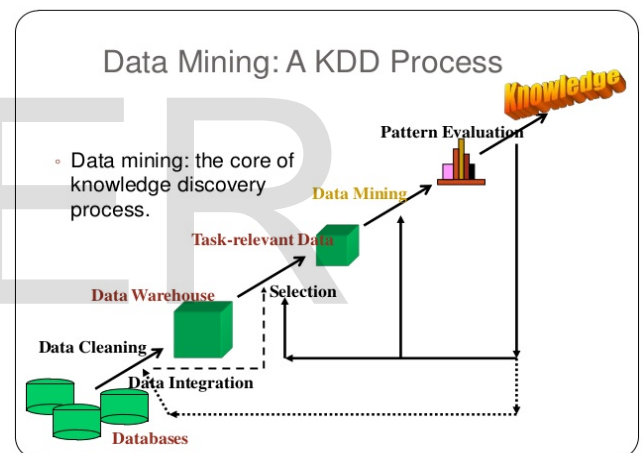 Data Mining: A KDD Process
Knowledge
Pattern Evaluation
◦ Data mining: the core of
knowledge discovery
process.
Data Mining
Task-relevant Data
Data Warehouse
Selection
Data Cleaning
Data Integration
Databases
ER